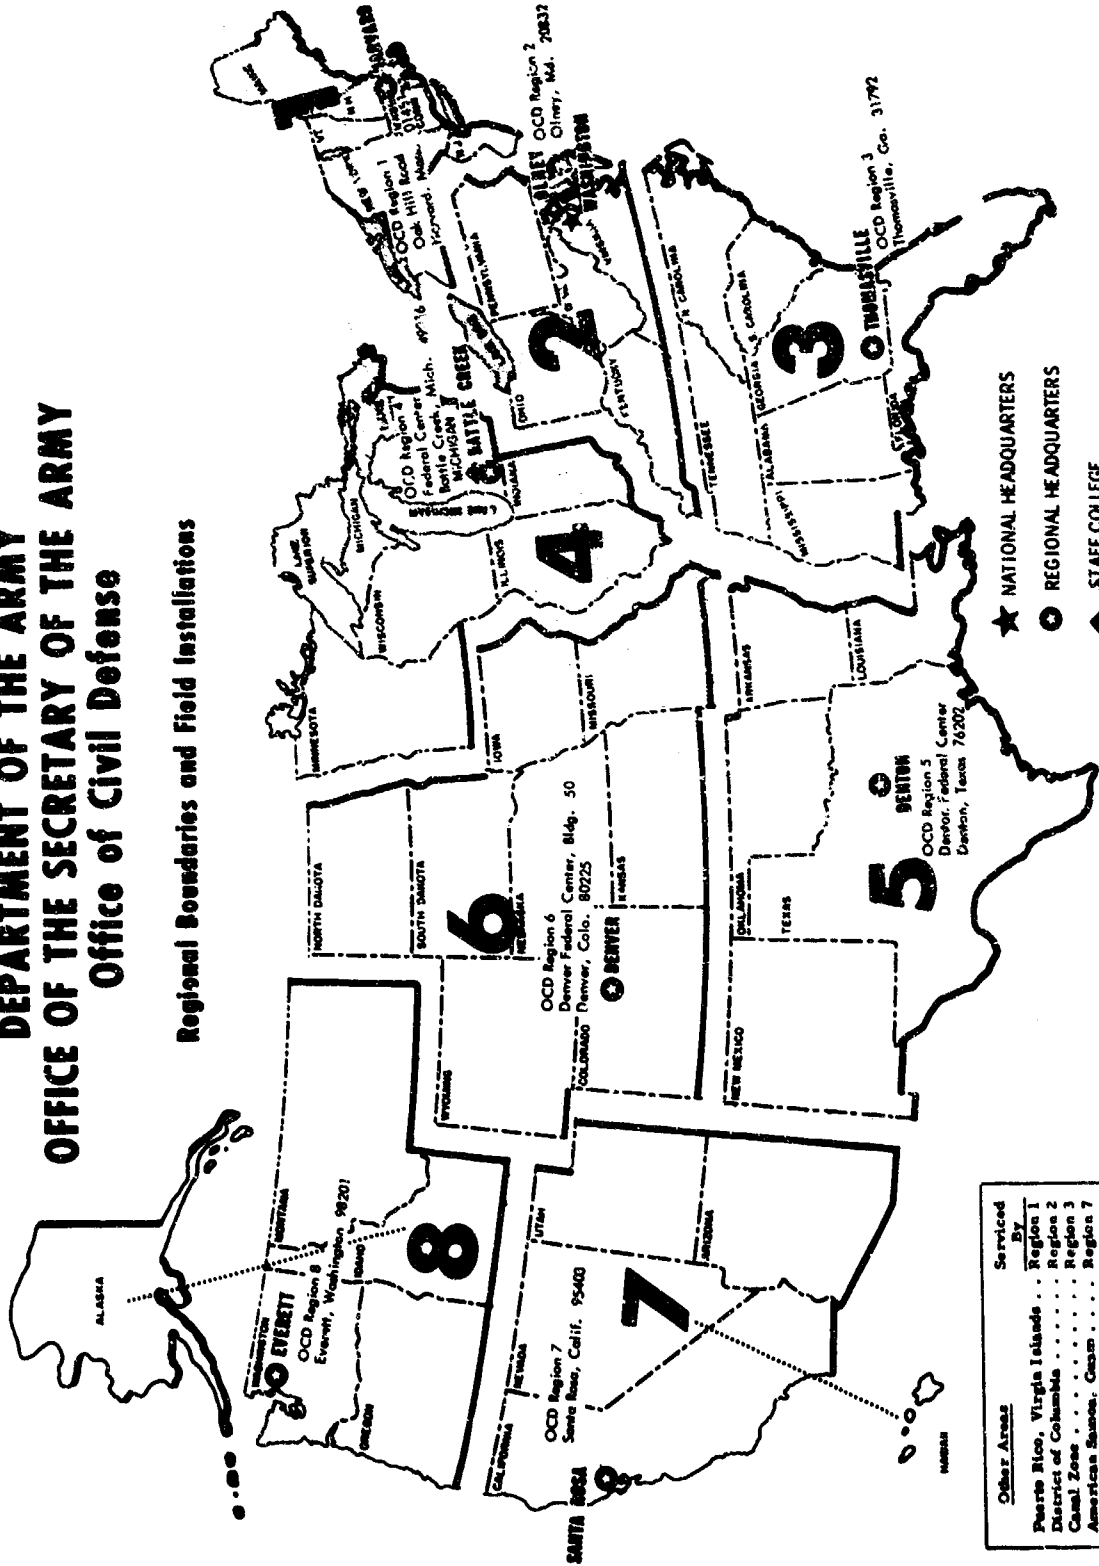 DEPARTMENT OF THE ARMY
OFFICE OF THE SECRETARY OF THE ARMY
Office of Civil Defense
Regional Boundaries and Field Installations
ALASKA
WASHINGTON
EVERETT
OCD Region 8
Everett, Washington 98201
MONTANA
IDAHO
OREGON
8
NORTH DAKOTA
SOUTH DAKOTA
WYOMING
6
NEBRASKA
OCD Region 6
Denver Federal Center, Bldg. 50
Denver, Colo. 80225
COLORADO
DENVER
KANSAS
MINNESOTA
IOWA
MISSOURI
WISCONSIN
LAKE SUPERIOR
MICHIGAN
L. MICHIGAN
ILLINOIS
INDIANA
4
OCD Region 4
Federal Center
Battle Creek, Mich.
MICHIGAN
BATTLE CREEK
MAINE
VT
N H
1
HARVARD
NEW YORK
OCD Region 1
Oak Hill Road
Harvard, Mass.
CONN
N J
PENNSYLVANIA
OHIO
2
KENTUCKY
OLNEY
OCD Region 2
Olney, Md. 20832
WASHINGTON
CALIFORNIA
NEVADA
UTAH
ARIZONA
OCD Region 7
Santa Rosa, Calif. 95403
7
SANTA ROSA
HAWAII
NEW MEXICO
OKLAHOMA
TEXAS
ARKANSAS
LOUISIANA
5
DENTON
OCD Region 5
Denton Federal Center
Denton, Texas 76202
TENNESSEE
N CAROLINA
S. CAROLINA
GEORGIA
ALABAMA
MISSISSIPPI
FLORIDA
3
THOMASVILLE
OCD Region 3
Thomasville, Ga. 31792
NATIONAL HEADQUARTERS
REGIONAL HEADQUARTERS
STAFF COLLEGE
Other Areas Serviced By
Puerto Rico, Virgin Islands . . Region 1
District of Columbia . . . . . . Region 2
Canal Zone . . . . . . . . . Region 3
American Samoa, Guam . . . . Region 7